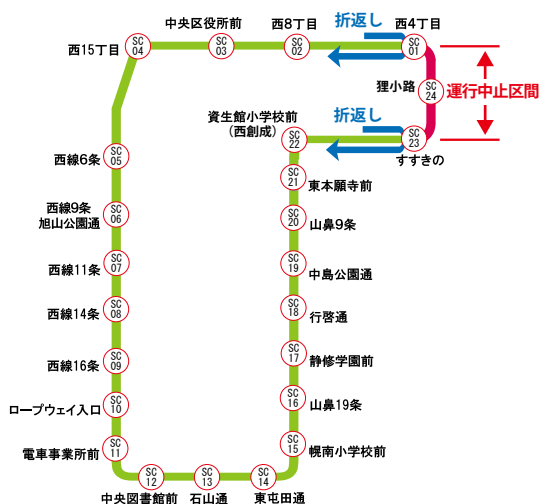 折返し
中央区役所前
西8丁目
西4丁目
西15丁目
SC
04
SC
03
SC
02
SC
01
狸小路
SC
24
運行中止区間
資生館小学校前
(西創成)
折返し
SC
22
SC
23
すすきの
西線6条
SC
05
SC
21
東本願寺前
西線9条
旭山公園通
SC
06
SC
20
山鼻9条
西線11条
SC
07
SC
19
中島公園通
西線14条
SC
08
SC
18
行啓通
西線16条
SC
09
SC
17
静修学園前
ロープウェイ入口
SC
10
SC
16
山鼻19条
電車事業所前
SC
11
SC
15
幌南小学校前
SC
12
SC
13
SC
14
中央図書館前
石山通
東屯田通